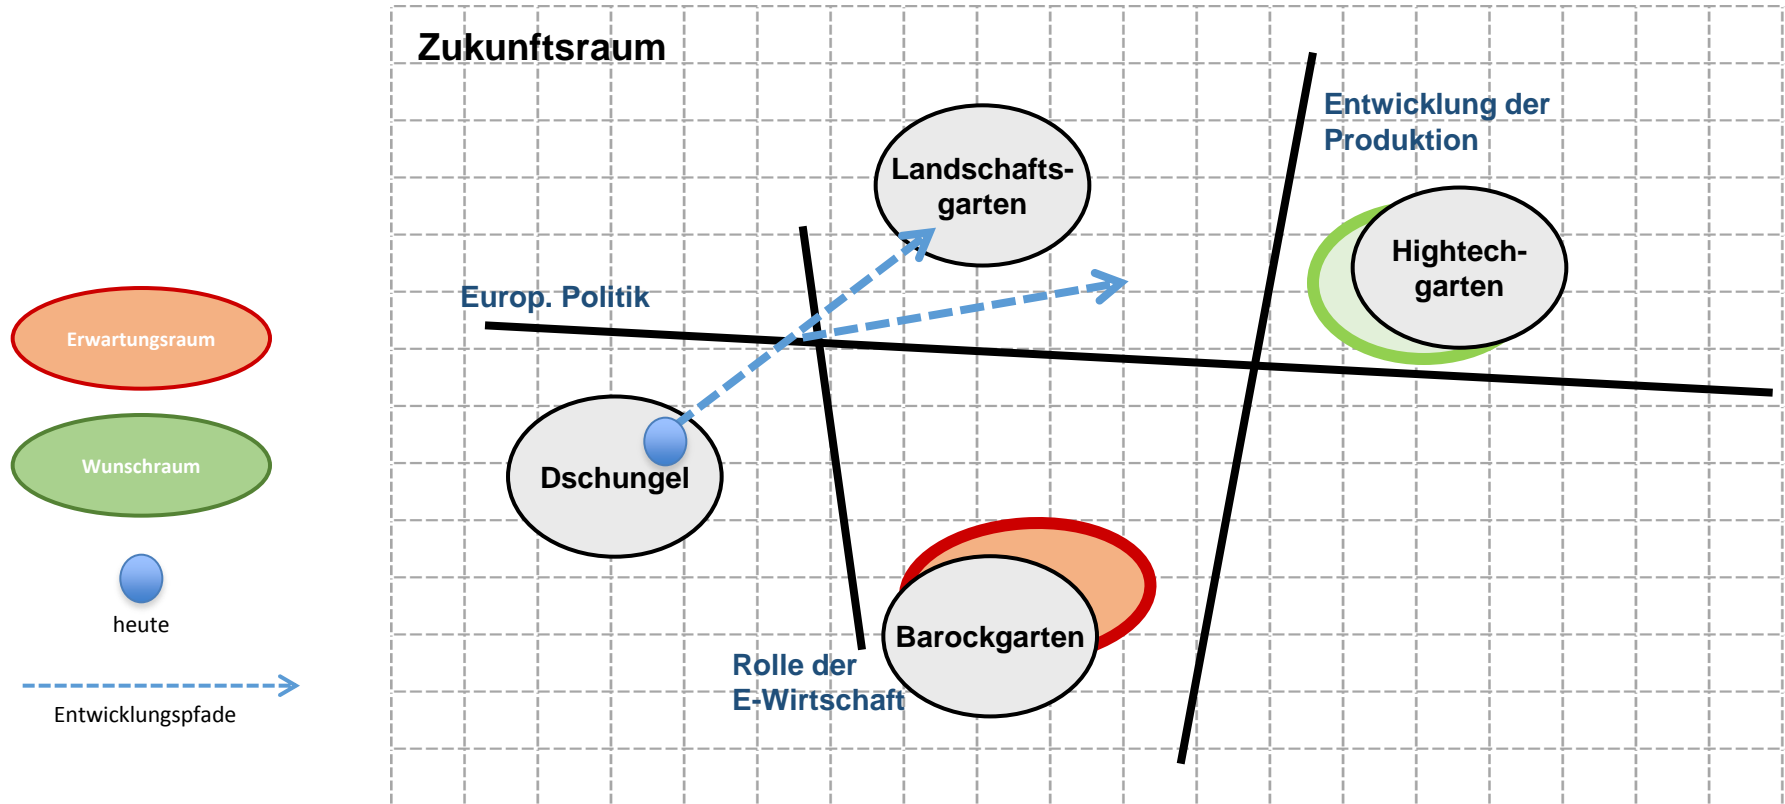 Zukunftsraum
Entwicklung der
Produktion
Landschafts-
garten
Hightech-
garten
Europ. Politik
Erwartungsraum
Wunschraum
Dschungel
heute
Barockgarten
Rolle der
E-Wirtschaft
Entwicklungspfade